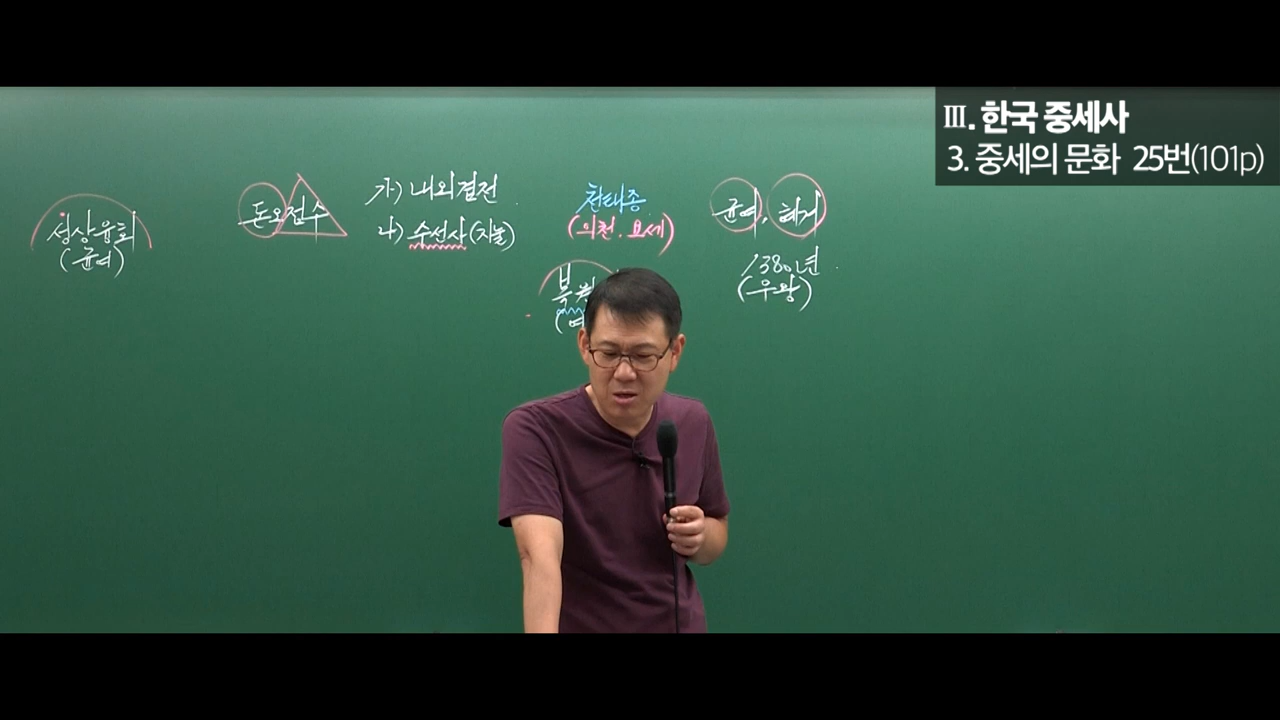 Ⅲ. 한국 중세사
3. 중세의 문화 25번(101p)
성상융회
(균여)
돈오점수
가) 내외겸전
나) 수선사(지눌)
천태종
(의천. 요세)
균여, 혜거
1380년
(우왕)